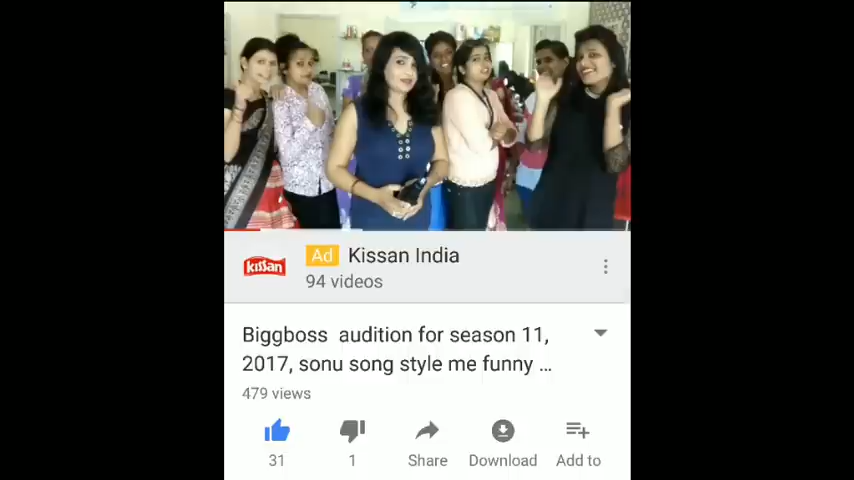 kissan
Ad Kissan India
94 videos
Biggboss audition for season 11,
2017, sonu song style me funny ...
479 views
31
1
Share
Download
Add to